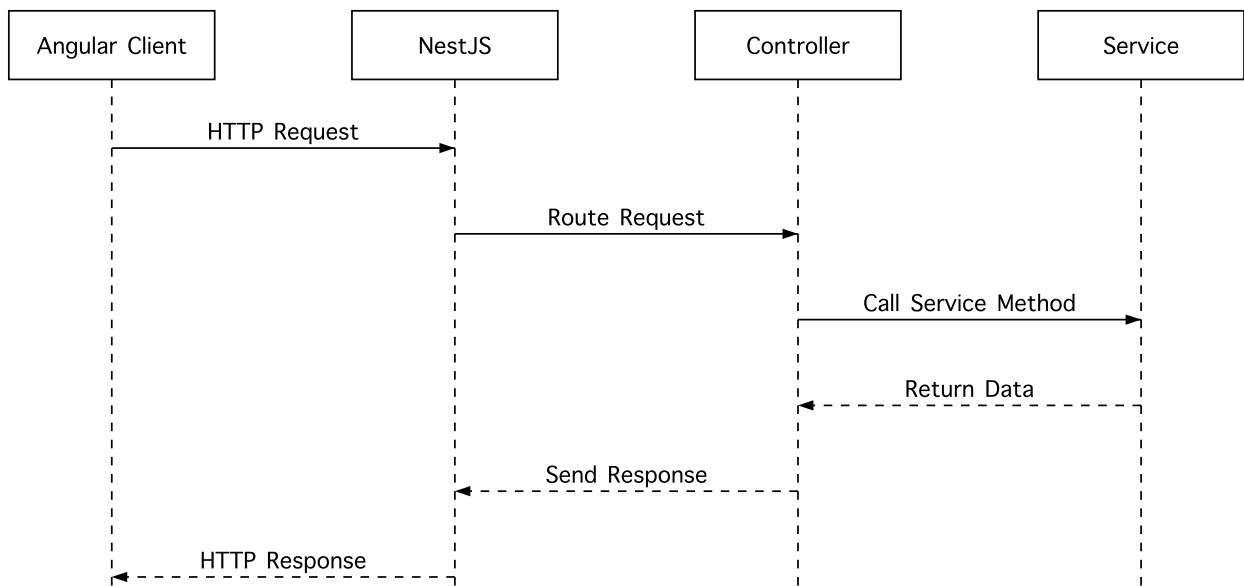 Angular Client
NestJS
Controller
Service
HTTP Request
Route Request
Call Service Method
Return Data
Send Response
HTTP Response